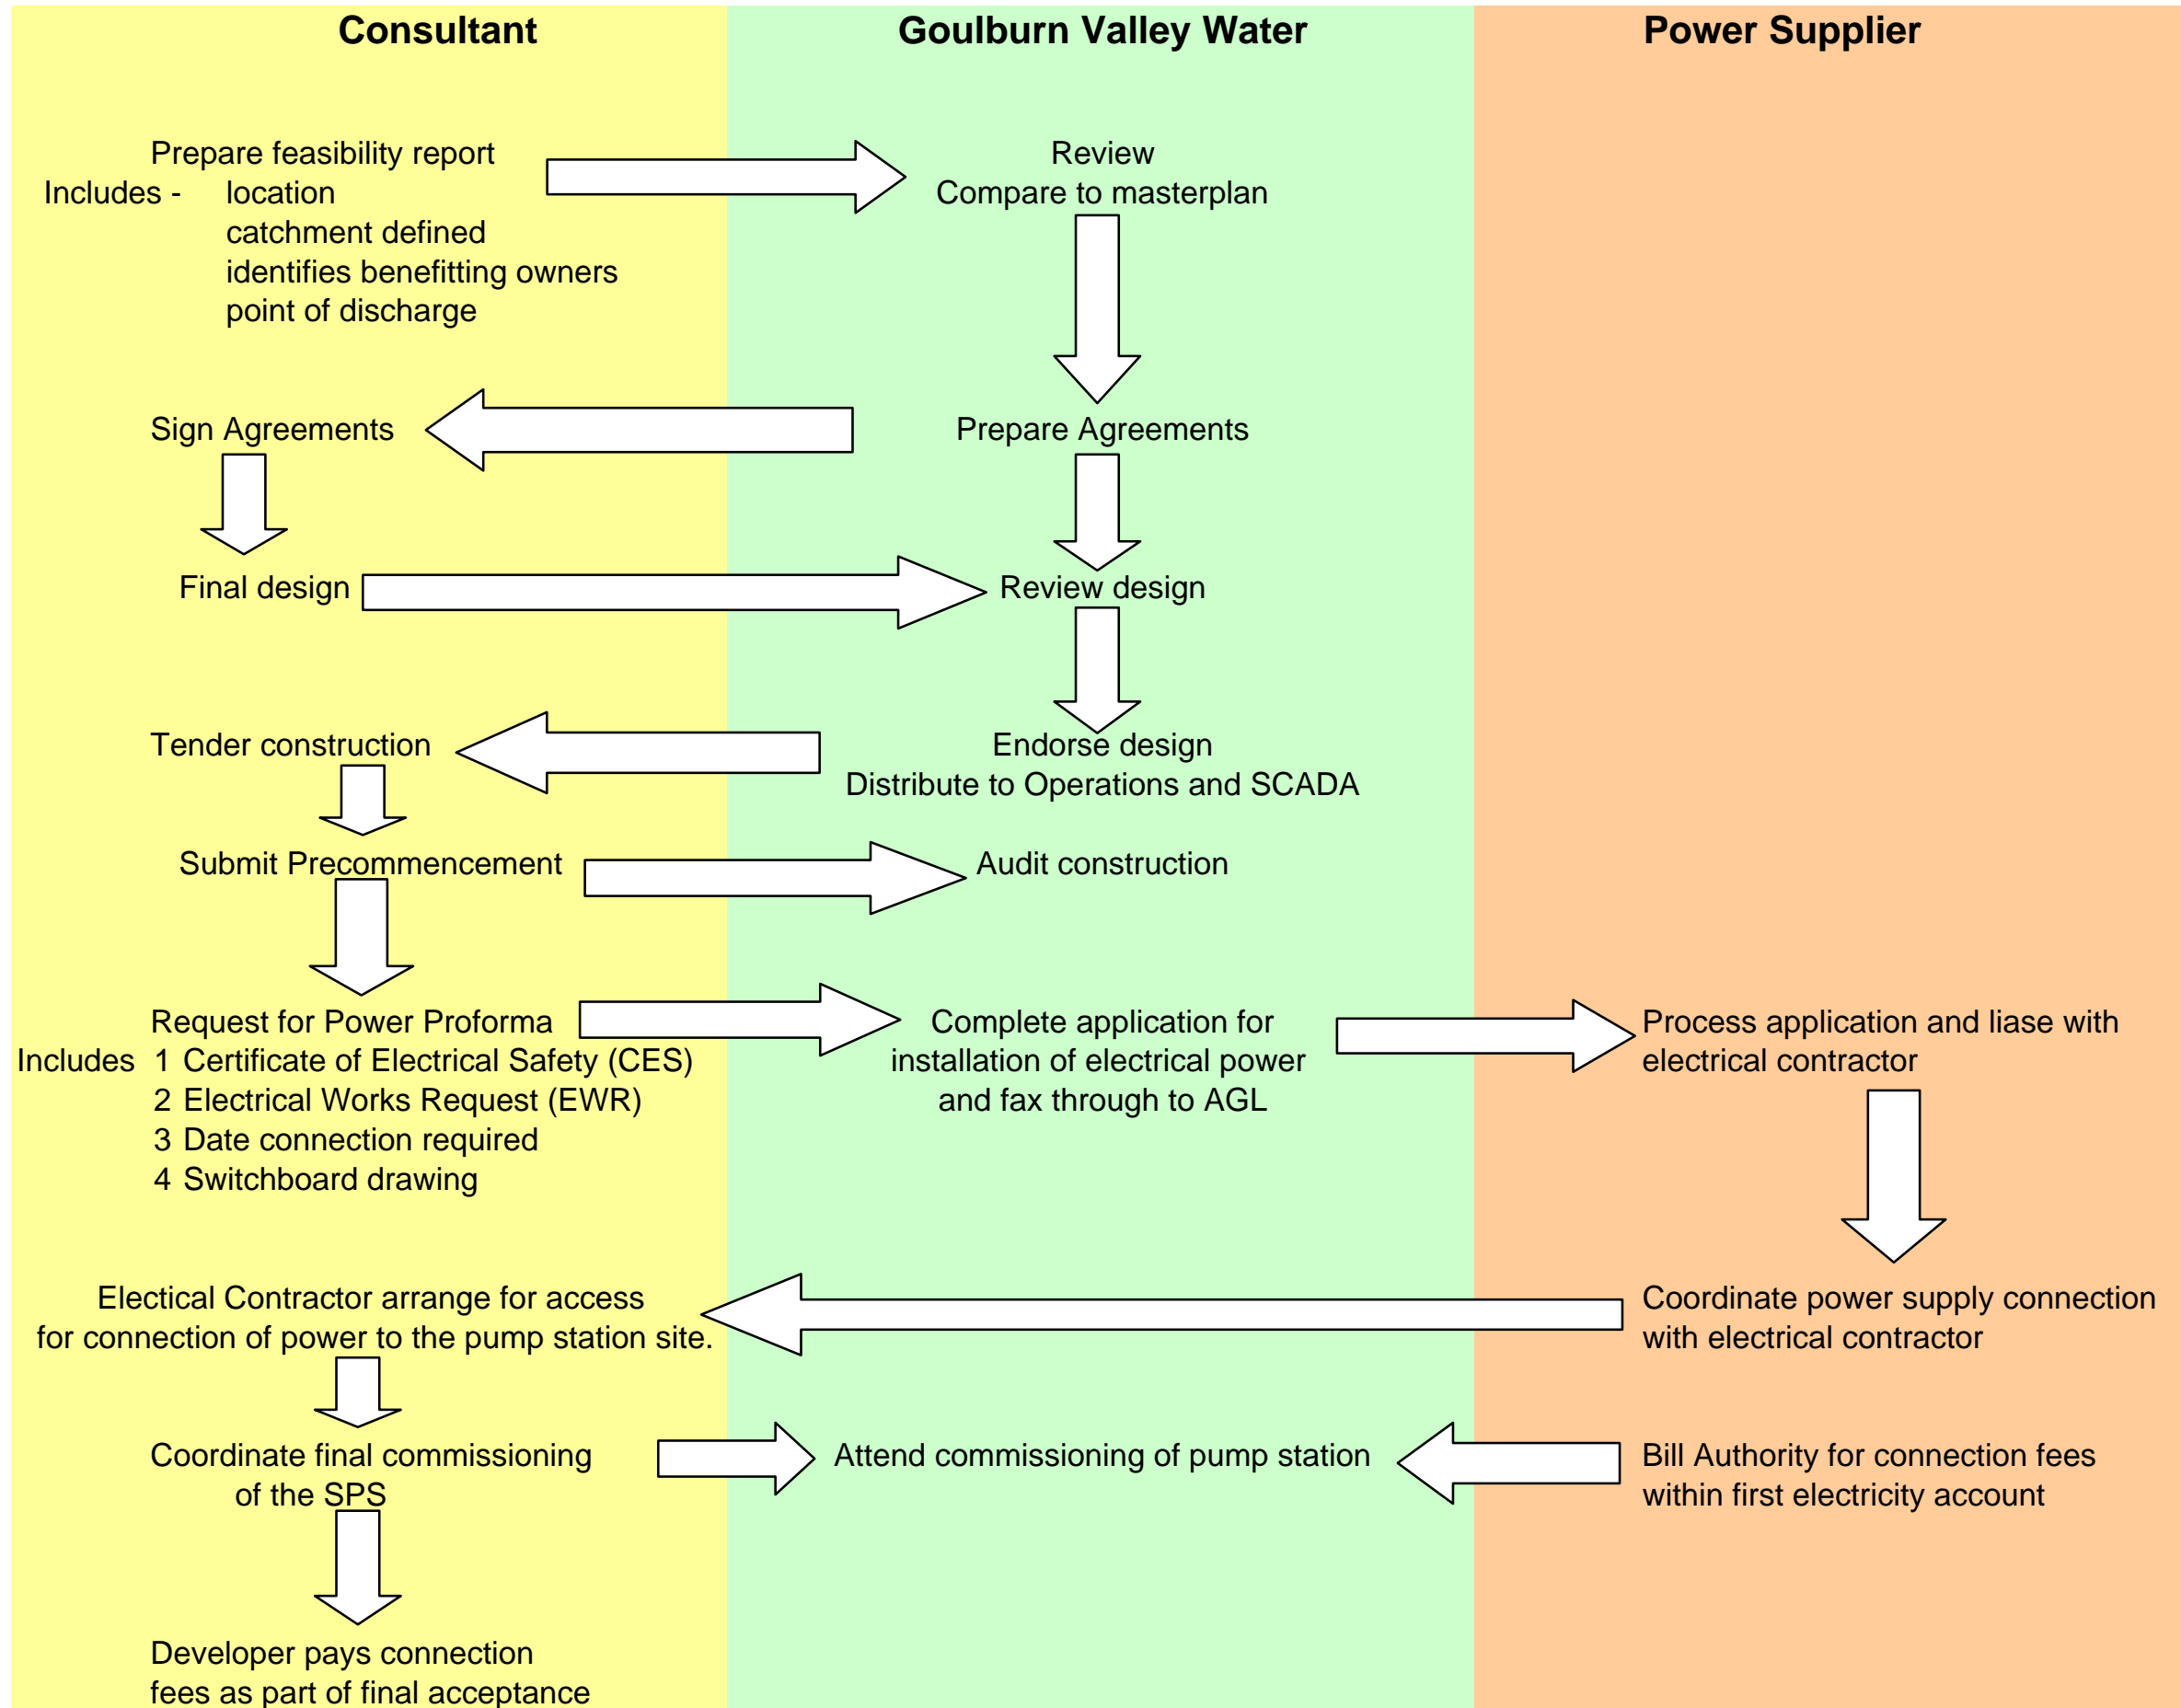 Consultant
Goulburn Valley Water
Power Supplier
Prepare feasibility report
Includes - location
catchment defined
identifies benefitting owners
point of discharge
Review
Compare to masterplan
Sign Agreements
Prepare Agreements
Final design
Review design
Tender construction
Endorse design
Distribute to Operations and SCADA
Submit Precommencement
Audit construction
Request for Power Proforma
Includes 1 Certificate of Electrical Safety (CES)
2 Electrical Works Request (EWR)
3 Date connection required
4 Switchboard drawing
Complete application for
installation of electrical power
and fax through to AGL
Process application and liase with
electrical contractor
Electical Contractor arrange for access
for connection of power to the pump station site.
Coordinate power supply connection
with electrical contractor
Coordinate final commissioning
of the SPS
Attend commissioning of pump station
Bill Authority for connection fees
within first electricity account
Developer pays connection
fees as part of final acceptance